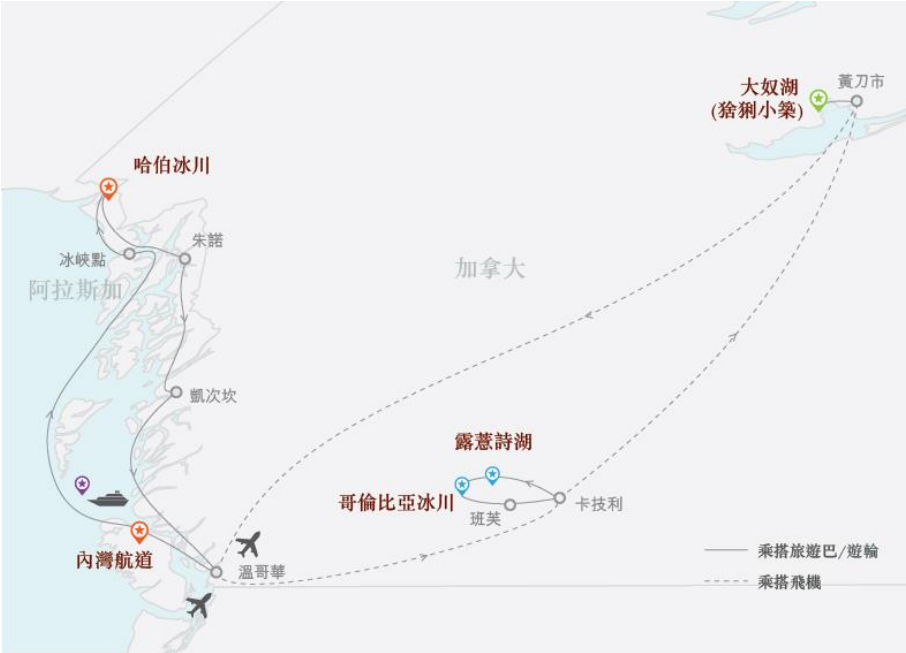 大奴湖
(猞猁小築)
黃刀市
哈伯冰川
朱諾
冰峽點
加拿大
阿拉斯加
凱次坎
露薏詩湖
哥倫比亞冰川
班芙
卡技利
內灣航道
溫哥華
乘搭旅遊巴/遊輪
乘搭飛機